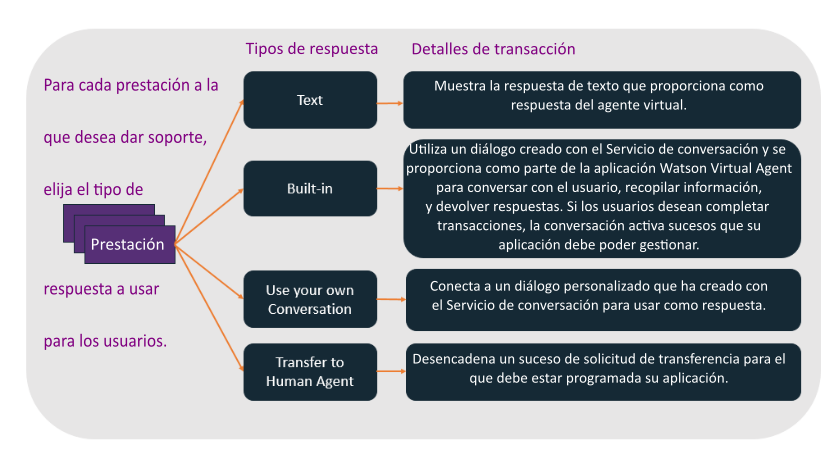 Tipos de respuesta
Detalles de transacción
Para cada prestación a la
que desea dar soporte,
elija el tipo de
Prestación
respuesta a usar
para los usuarios.
Text
Muestra la respuesta de texto que proporciona como
respuesta del agente virtual.
Built-in
Utiliza un diálogo creado con el Servicio de conversación y se
proporciona como parte de la aplicación Watson Virtual Agent
para conversar con el usuario, recopilar información,
y devolver respuestas. Si los usuarios desean completar
transacciones, la conversación activa sucesos que su
aplicación debe poder gestionar.
Use your own
Conversation
Conecta a un diálogo personalizado que ha creado con
el Servicio de conversación para usar como respuesta.
Transfer to
Human Agent
Desencadena un suceso de solicitud de transferencia para el
que debe estar programada su aplicación.